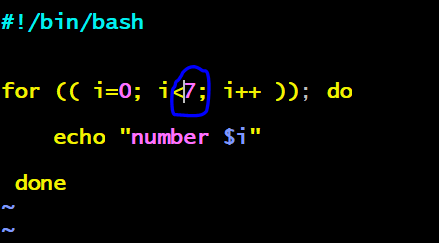 #!/bin/bash
for (( i=0; i<7; i++ )); do
echo "number $i"
done
~
~